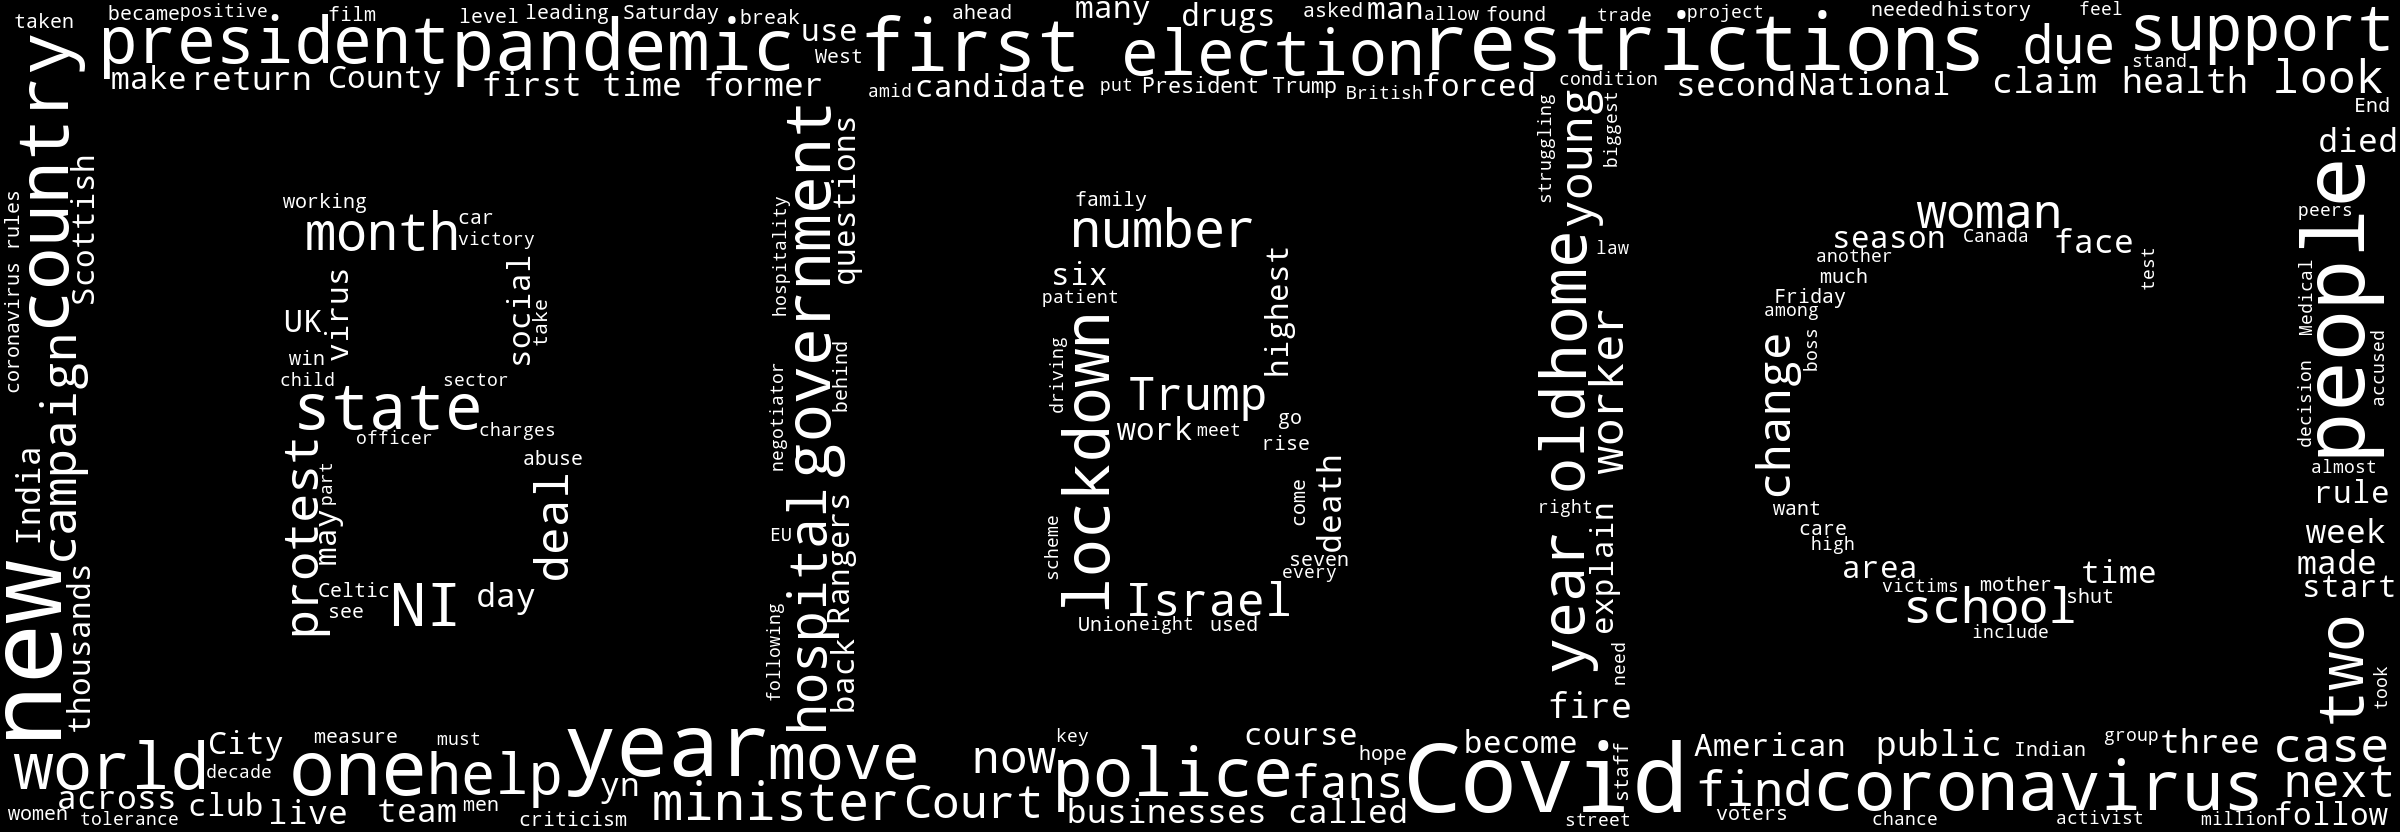 taken
became
positive
film
level
leading
Saturday
break
use
West
ahead
many
drugs
asked
man
allow
found
trade
project
needed
history
feel
president
pandemic
first
election
restrictions
due
support
stand
make
return
County
first time
former
amid
candidate
put
President Trump
British
forced
condition
second
National
claim
health
look
End
died
country
Scottish
coronavirus rules
campaign
India
new
thousands
working
month
car
victory
virus
social
take
UK
win
child
sector
state
officer
charges
abuse
protest
part
may
deal
Celtic
see
NI
day
government
questions
hospitality
behind
negotiator
hospital
Rangers
EU
back
following
family
number
six
patient
highest
lockdown
driving
Trump
work
meet
go
rise
come
death
scheme
seven
every
Israel
Union
eight
used
struggling
young
biggest
law
home
old
worker
right
year
explain
need
fire
woman
season
Canada
face
another
much
test
Friday
among
boss
change
want
care
high
area
victims
mother
time
school
shut
include
people
peers
Medical
accused
decision
almost
rule
week
made
start
two
took
world
City
measure
must
decade
one
help
year
yn
move
now
key
police
course
hope
fans
become
Covid
staff
American
public
Indian
group
three
case
find
coronavirus
next
women
across
tolerance
club
live
team
men
criticism
minister
Court
businesses
called
street
voters
chance
activist
million
follow